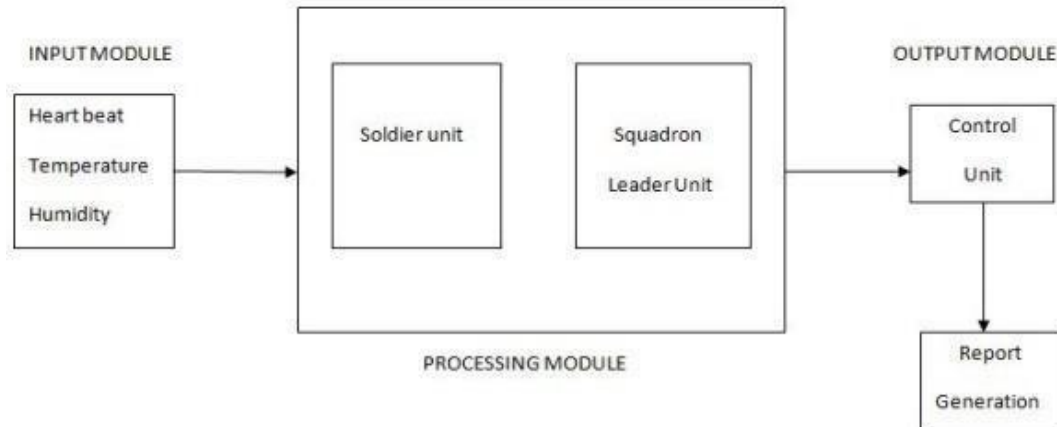 INPUT MODULE
Heart beat
Temperature
Humidity
Soldier unit
Squadron
Leader Unit
PROCESSING MODULE
OUTPUT MODULE
Control
Unit
Report
Generation